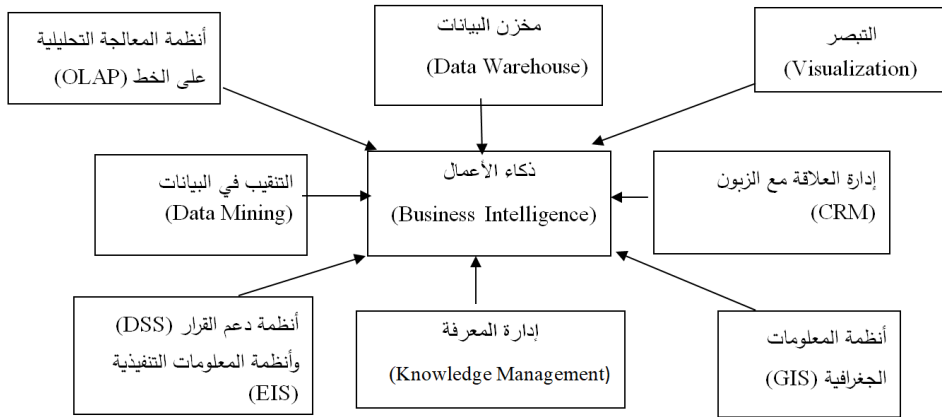 أنظمة المعالجة التحليلية
على الخط (OLAP)
مخزن البيانات
(Data Warehouse)
التبصر
(Visualization)
التنقيب في البيانات
(Data Mining)
ذكاء الأعمال
(Business Intelligence)
إدارة العلاقة مع الزبون
(CRM)
أنظمة دعم القرار (DSS)
وأنظمة المعلومات التنفيذية
(EIS)
إدارة المعرفة
(Knowledge Management)
أنظمة المعلومات
الجغرافية (GIS)